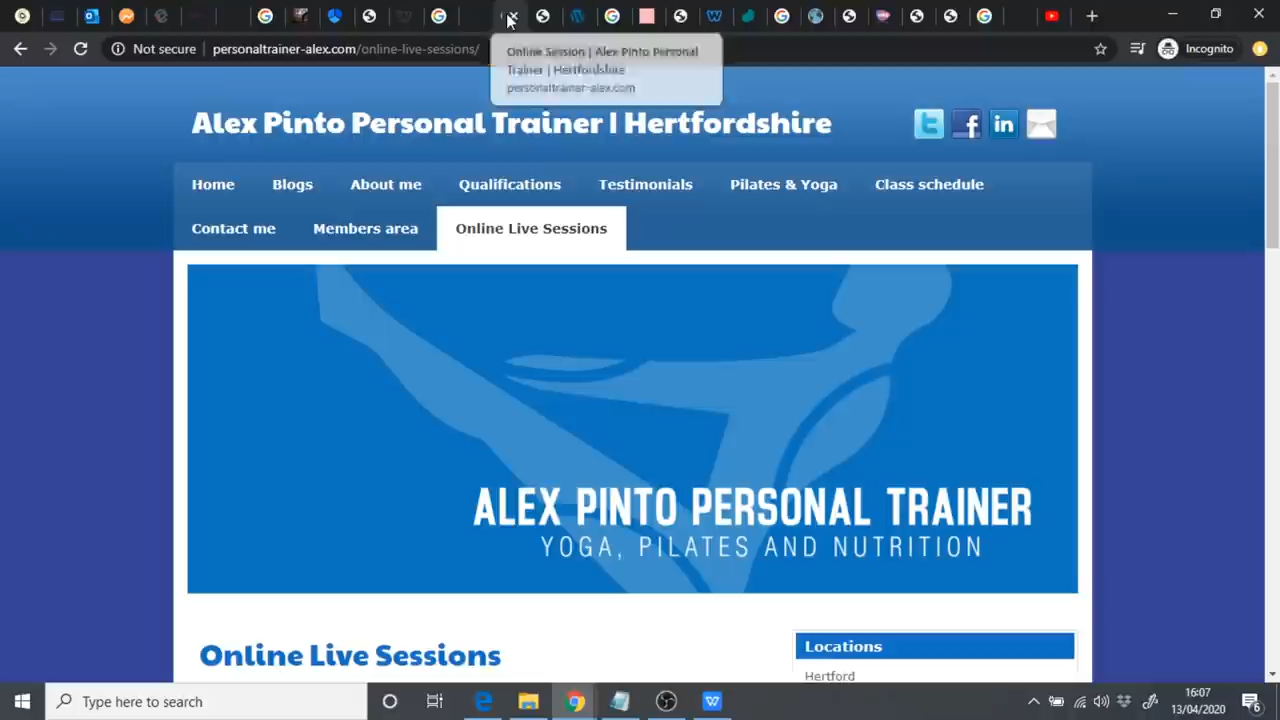 Not secure
personaltrainer-alex.com/online-live-sessions/
Incognito
Online Session | Alex Pinto Personal
Trainer | Hertfordshire
personaltrainer-alex.com
Alex Pinto Personal Trainer | Hertfordshire
Home
Blogs
About me
Qualifications
Testimonials
Pilates & Yoga
Class schedule
Contact me
Members area
Online Live Sessions
ALEX PINTO PERSONAL TRAINER
YOGA, PILATES AND NUTRITION
Online Live Sessions
Locations
Hertford
Type here to search
16:07
13/04/2020
6